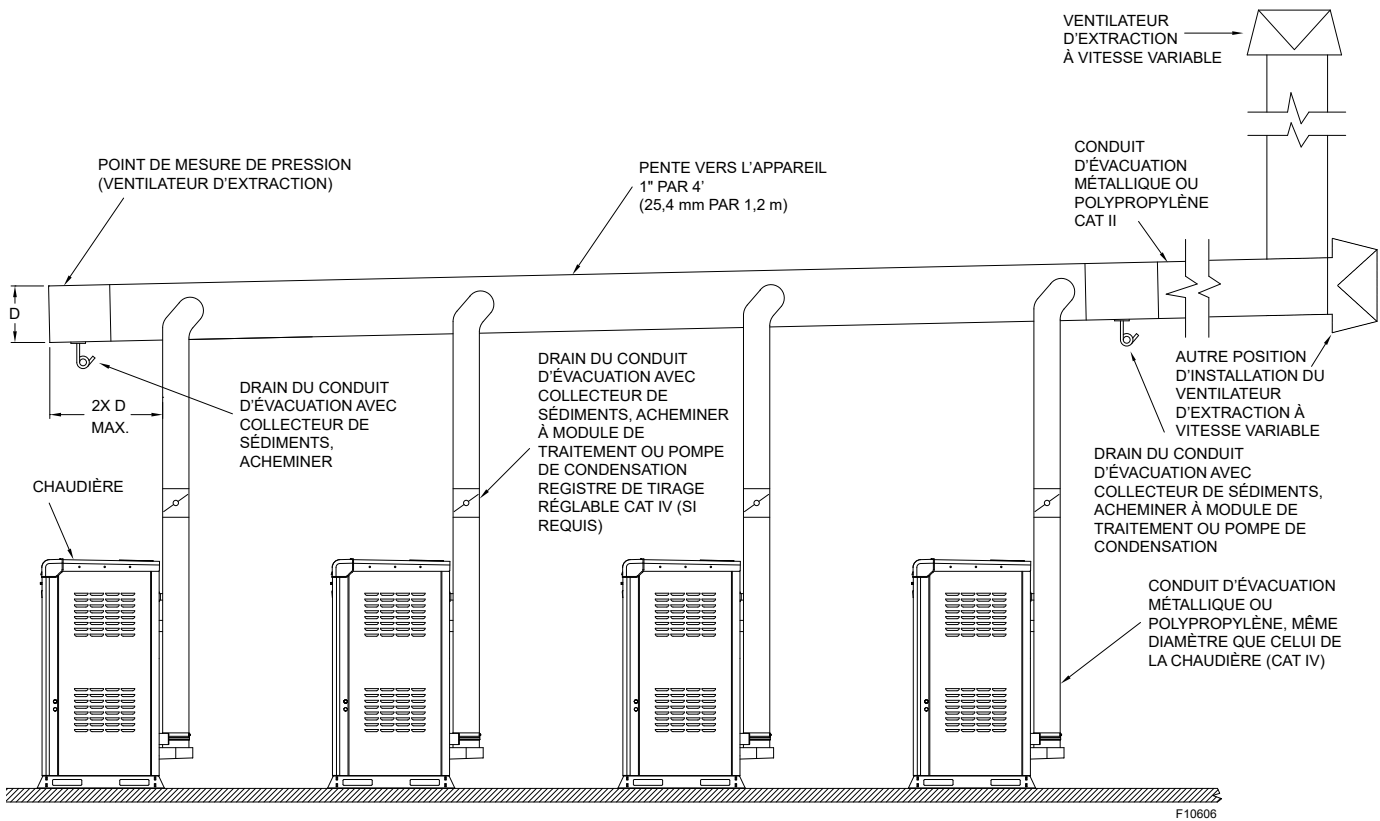 VENTILATEUR
D'EXTRACTION
À VITESSE VARIABLE
POINT DE MESURE DE PRESSION
(VENTILATEUR D'EXTRACTION)
PENTE VERS L'APPAREIL
1" PAR 4'
(25,4 mm PAR 1,2 m)
CONDUIT
D'ÉVACUATION
MÉTALLIQUE OU
POLYPROPYLÈNE
CAT II
D
2X D
MAX.
DRAIN DU CONDUIT
D'ÉVACUATION AVEC
COLLECTEUR DE
SÉDIMENTS,
ACHEMINER
DRAIN DU CONDUIT
D'ÉVACUATION AVEC
COLLECTEUR DE
SÉDIMENTS, ACHEMINER
À MODULE DE
TRAITEMENT OU POMPE
DE CONDENSATION
REGISTRE DE TIRAGE
RÉGLABLE CAT IV (SI
REQUIS)
AUTRE POSITION
D'INSTALLATION DU
VENTILATEUR
D'EXTRACTION À
VITESSE VARIABLE
DRAIN DU CONDUIT
D'ÉVACUATION AVEC
COLLECTEUR DE SÉDIMENTS,
ACHEMINER À MODULE DE
TRAITEMENT OU POMPE DE
CONDENSATION
CHAUDIÈRE
CONDUIT D'ÉVACUATION
MÉTALLIQUE OU
POLYPROPYLÈNE, MÊME
DIAMÈTRE QUE CELUI DE
LA CHAUDIÈRE (CAT IV)
F10606